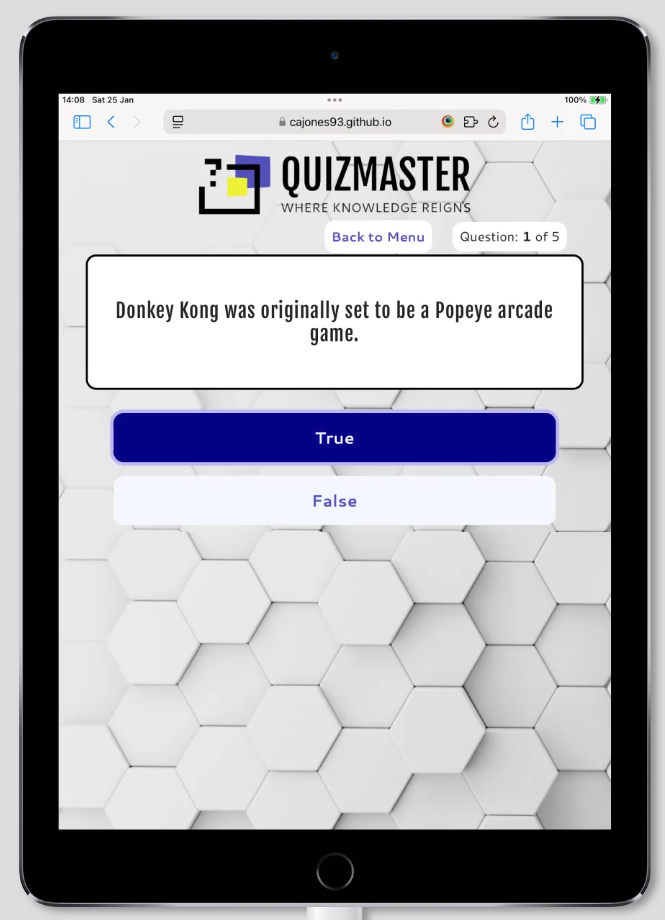 14:08 Sat 25 Jan
100%
cajones93.github.io
QUIZMASTER
WHERE KNOWLEDGE REIGNS
Back to Menu
Question: 1 of 5
Donkey Kong was originally set to be a Popeye arcade
game.
True
False